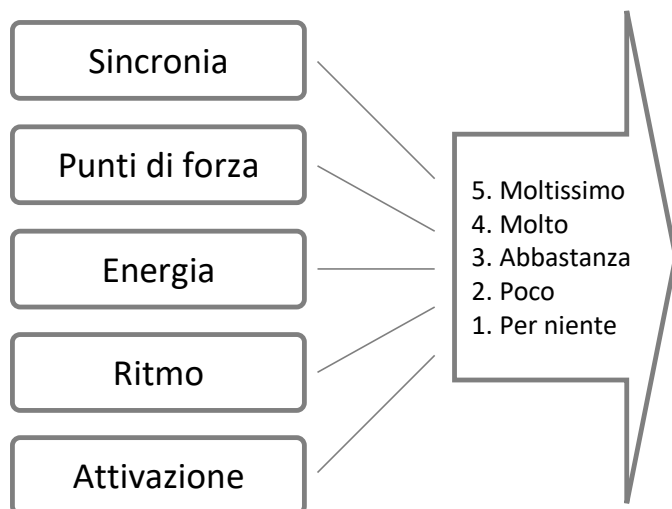 Sincronia
Punti di forza
Energia
Ritmo
Attivazione
5. Moltissimo
4. Molto
3. Abbastanza
2. Poco
1. Per niente